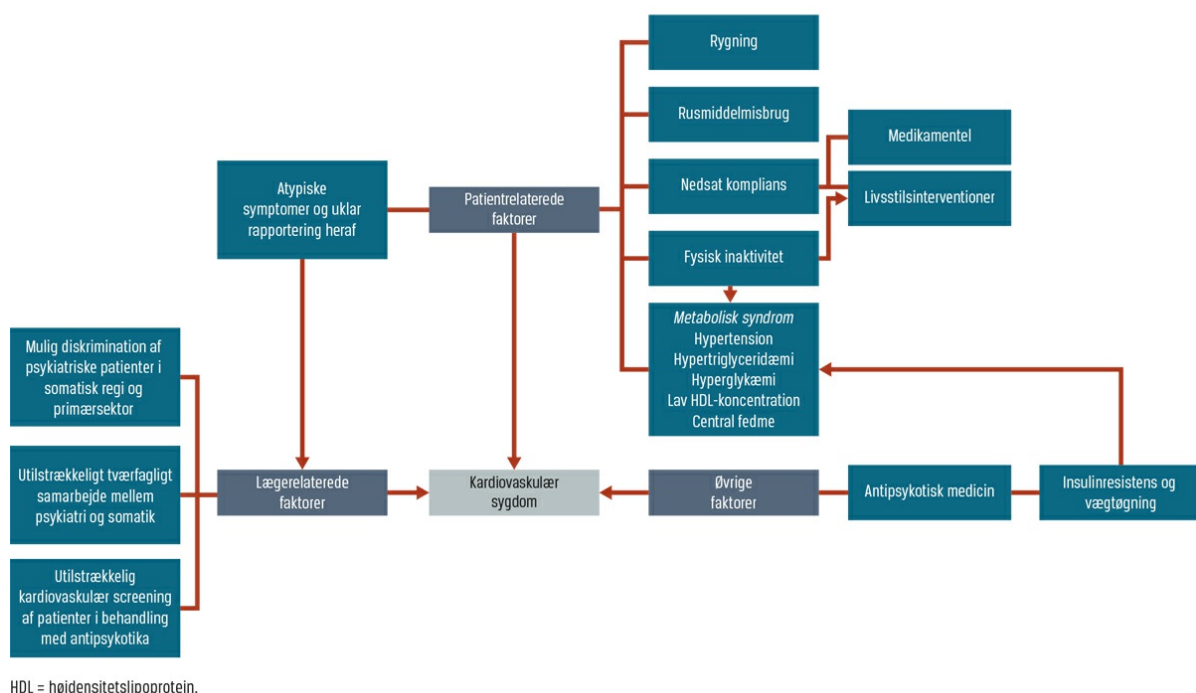 Rygning
Rusmiddelmisbrug
Medikamentel
Atypiske
symptomer og uklar
rapportering heraf
Patientrelaterede
faktorer
Nedsat komplians
Livsstilsinterventioner
Fysisk inaktivitet
Metabolisk syndrom
Hypertension
Hypertriglyceridæmi
Hyperglykæmi
Lav HDL-koncentration
Central fedme
Mulig diskrimination af
psykiatriske patienter i
somatisk regi og
primærsektor
Utilstrækkeligt tværfagligt
samarbejde mellem
psykiatri og somatik
Lægerelaterede
faktorer
Kardiovaskulær
sygdom
Øvrige
faktorer
Antipsykotisk medicin
Insulinresistens og
vægtøgning
Utilstrækkelig
kardiovaskulær screening
af patienter i behandling
med antipsykotika
HDL = højdensitetslipoprotein.